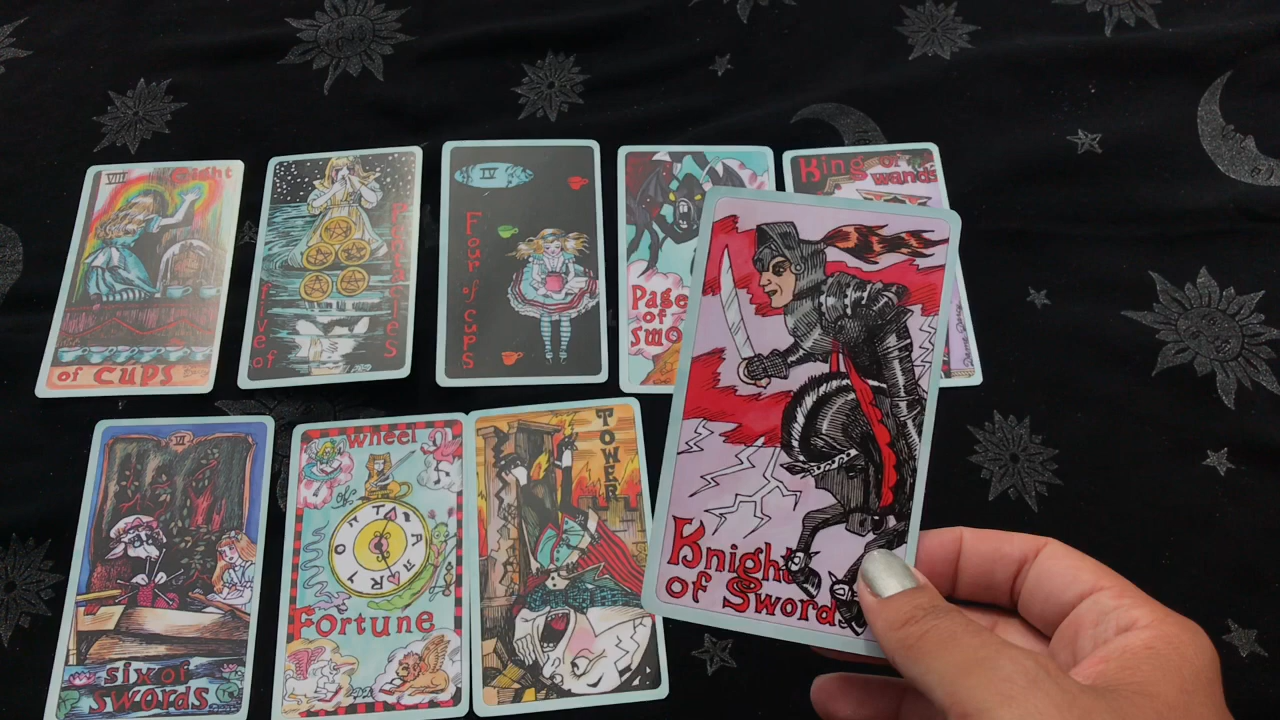 VIII Eight
of CUPS
five of
Pentacles
IV
Four of cups
Page
of
swo
King of
wands
VI
six of
swords
Wheel
of
Fortune
TOWER
Knight
of Swords